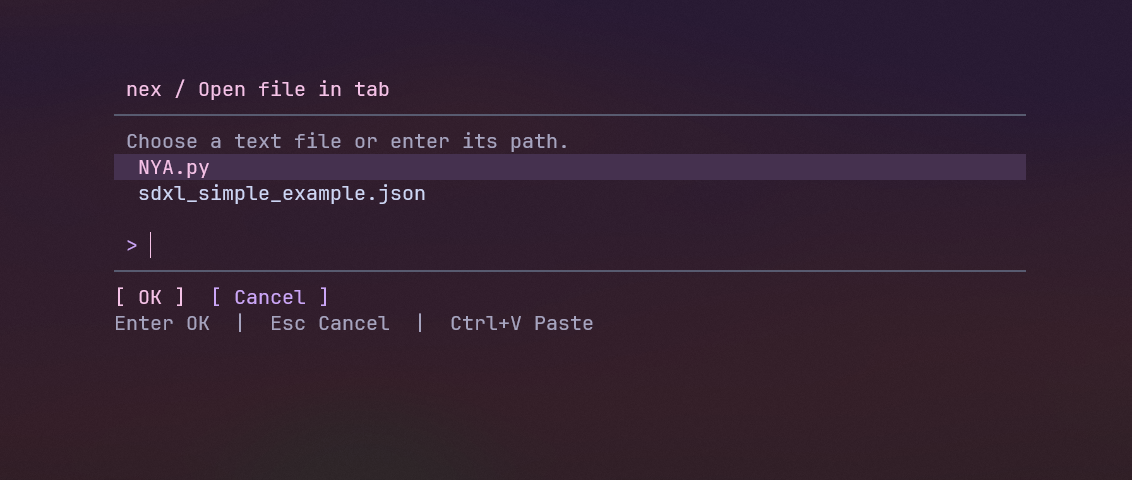 nex / Open file in tab
Choose a text file or enter its path.
NYA.py
sdxl_simple_example.json
>
[ OK ]  [ Cancel ]
Enter OK  |  Esc Cancel  |  Ctrl+V Paste